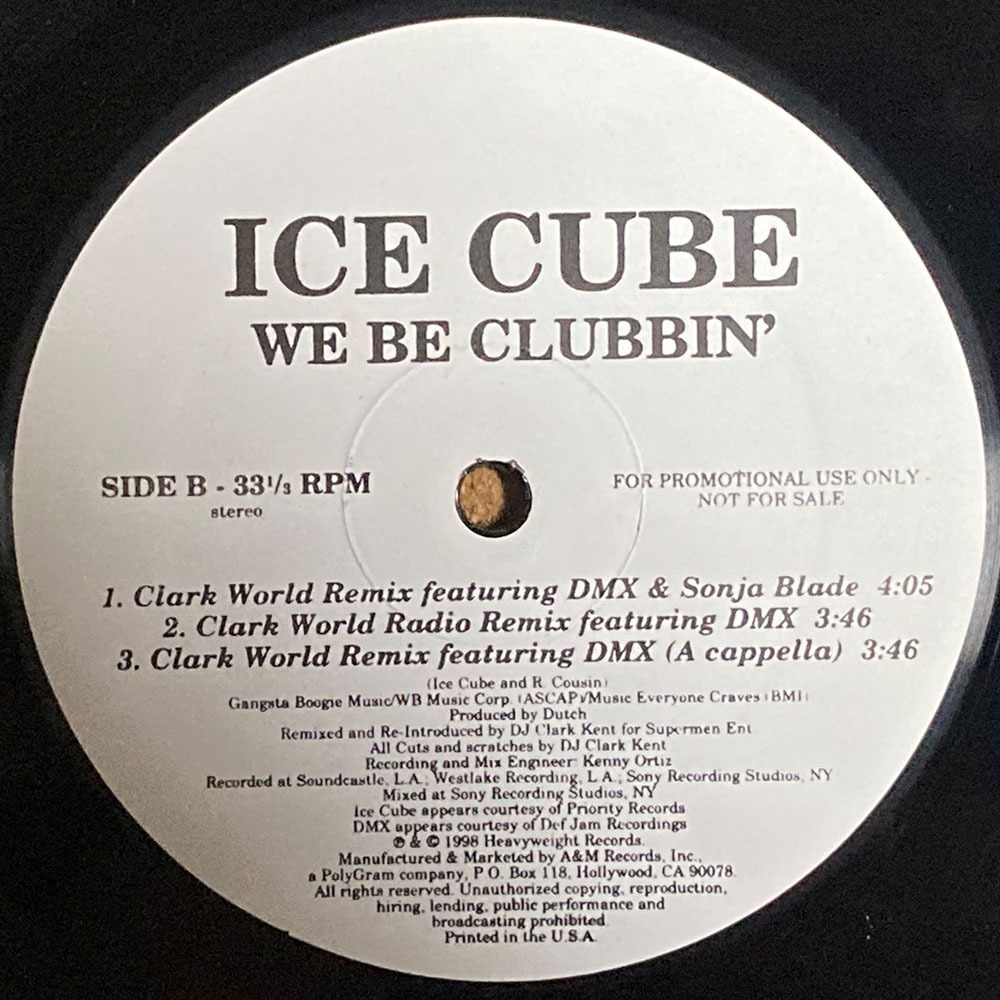 ICE CUBE
WE BE CLUBBIN’
SIDE B - 33 1/3 RPM
stereo
FOR PROMOTIONAL USE ONLY -
NOT FOR SALE
1. Clark World Remix featuring DMX & Sonja Blade 4:05
2. Clark World Radio Remix featuring DMX 3:46
3. Clark World Remix featuring DMX (A cappella) 3:46
(Ice Cube and R. Cousin)
Gangsta Boogie Music/WB Music Corp. (ASCAP)/Music Everyone Craves (BMI)
Produced by Dutch
Remixed and Re-Introduced by DJ Clark Kent for Supermen Ent
All Cuts and scratches by DJ Clark Kent
Recording and Mix Engineer: Kenny Ortiz
Recorded at Soundcastle, L.A.; Westlake Recording, L.A.; Sony Recording Studios, NY
Mixed at Sony Recording Studios, NY
Ice Cube appears courtesy of Priority Records
DMX appears courtesy of Def Jam Recordings
℗ & © 1998 Heavyweight Records.
Manufactured & Marketed by A&M Records, Inc.,
a PolyGram company, P.O. Box 118, Hollywood, CA 90078.
All rights reserved. Unauthorized copying, reproduction,
hiring, lending, public performance and
broadcasting prohibited.
Printed in the U.S.A.